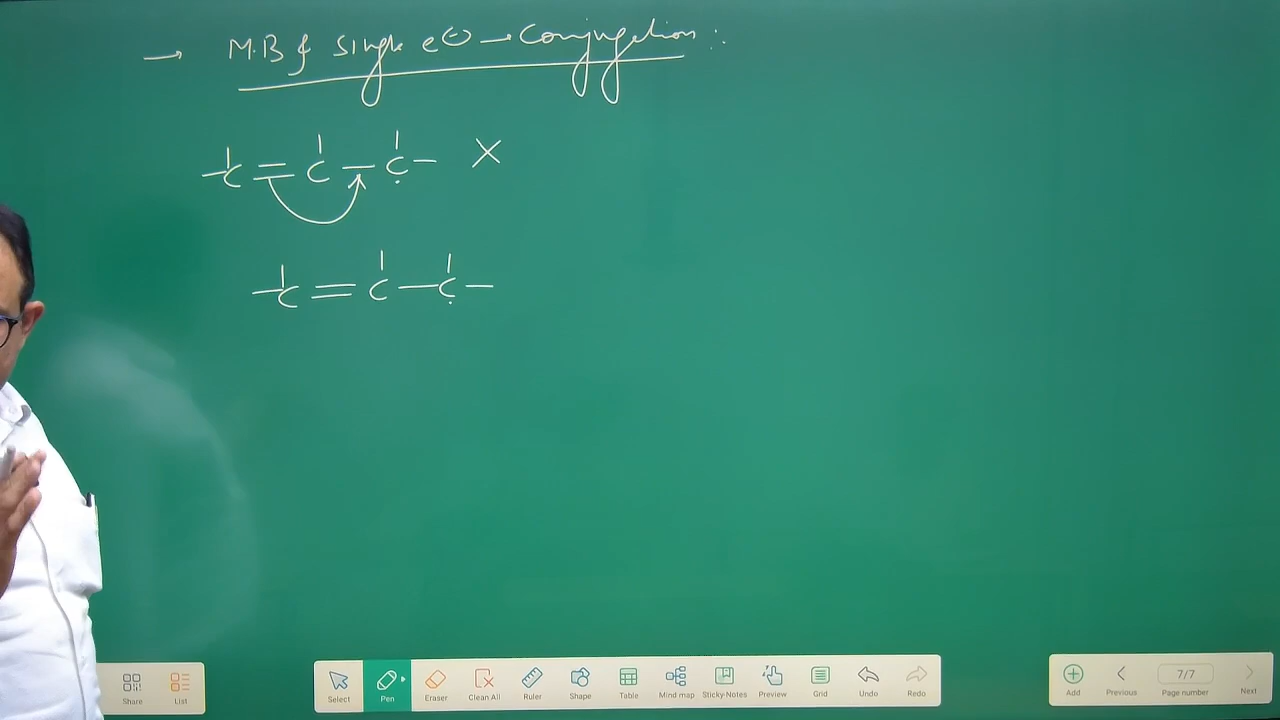 → M.B & single e⊖ → Conjugation :
-C = C - Ċ - X
-C = C - Ċ -
Share
List
Select
Pen
Eraser
Clean All
Ruler
Shape
Table
Mind map
Sticky-Notes
Preview
Grid
Undo
Redo
Add
Previous
7/7
Page number
Next